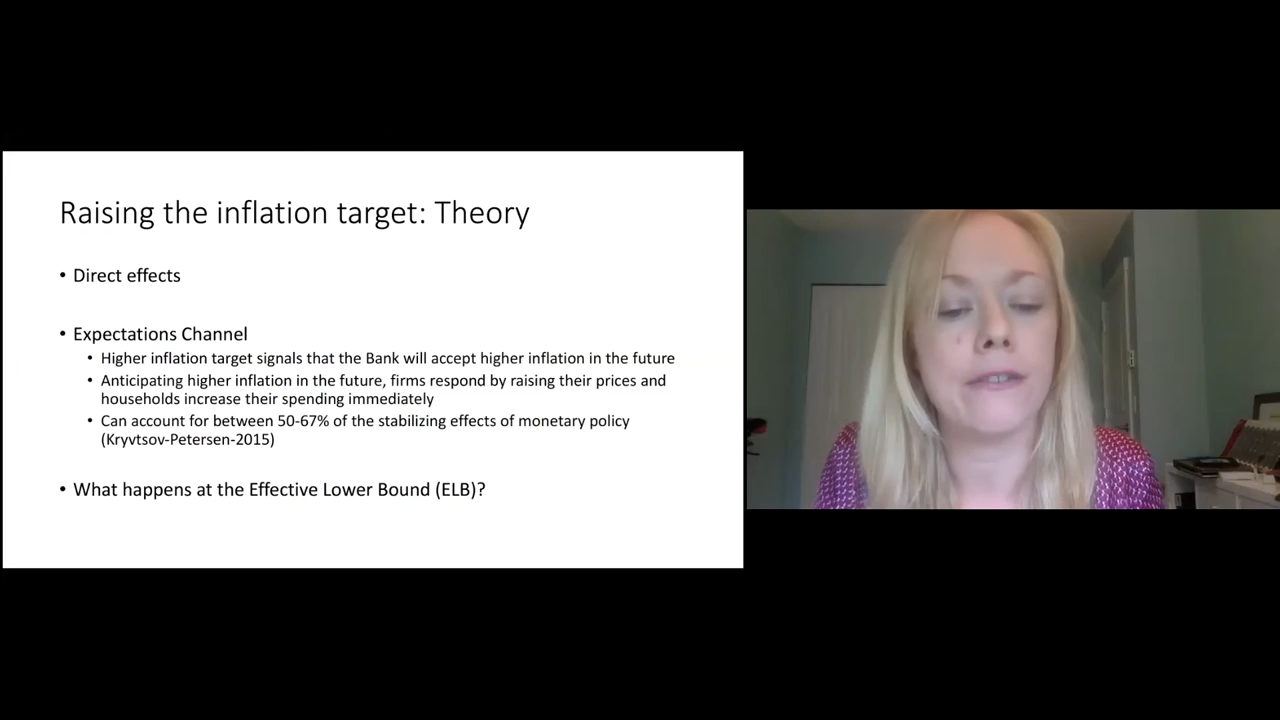 Raising the inflation target: Theory
• Direct effects
• Expectations Channel
• Higher inflation target signals that the Bank will accept higher inflation in the future
• Anticipating higher inflation in the future, firms respond by raising their prices and
households increase their spending immediately
• Can account for between 50-67% of the stabilizing effects of monetary policy
(Kryvtsov-Petersen-2015)
• What happens at the Effective Lower Bound (ELB)?